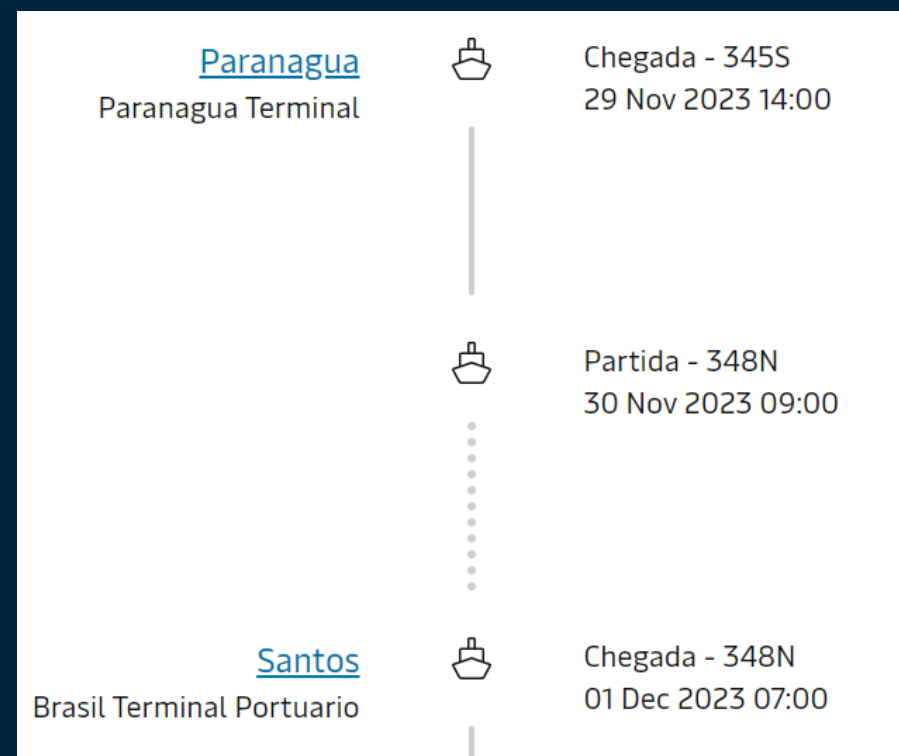 Paranagua
Paranagua Terminal
Chegada - 345S
29 Nov 2023 14:00
Partida - 348N
30 Nov 2023 09:00
Santos
Brasil Terminal Portuario
Chegada - 348N
01 Dec 2023 07:00